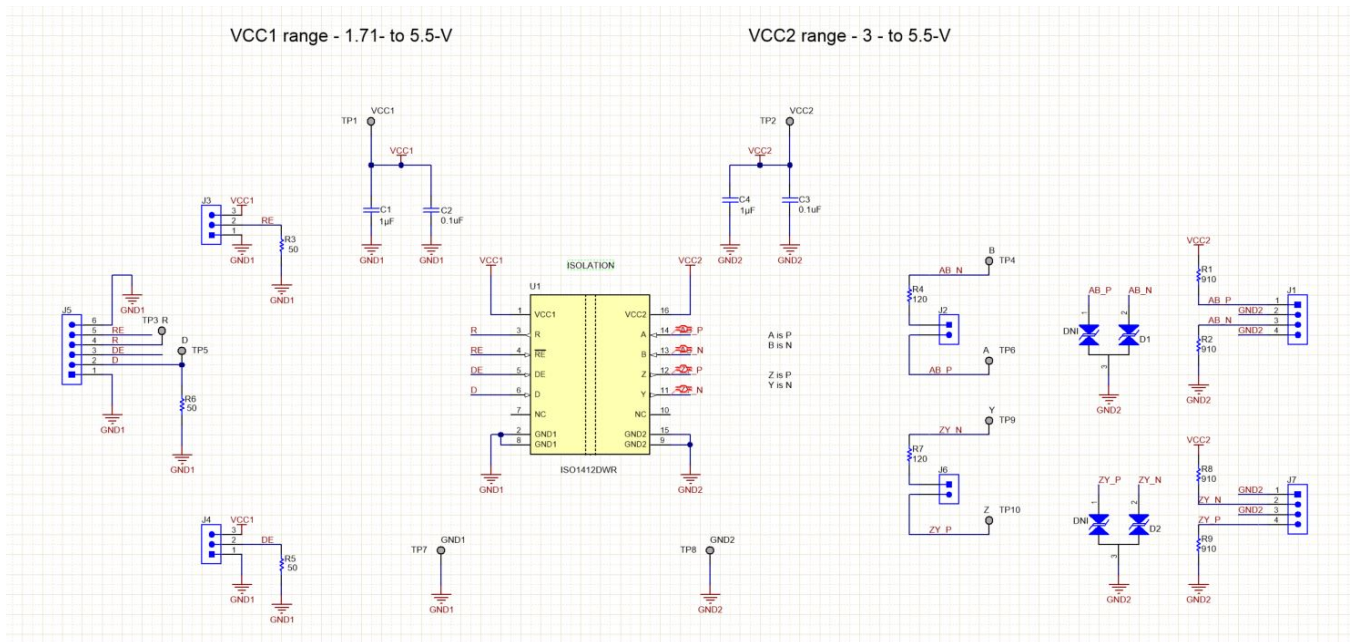 VCC1 range - 1.71- to 5.5-V
VCC2 range - 3 - to 5.5-V
VCC1
TP1
VCC1
C1
1µF
C2
0.1uF
GND1
GND1
VCC2
TP2
VCC2
C4
1µF
C3
0.1uF
GND2
GND2
J3
VCC1
3
2
RE
1
GND1
R3
50
GND1
J5
GND1
6
5
RE
4
R
3
DE
2
D
1
TP3 R
D
TP5
R6
50
GND1
GND1
J4
VCC1
3
2
DE
1
GND1
R5
50
GND1
ISOLATION
U1
VCC1
VCC2
1
VCC1
VCC2
16
R
3
R
A
14
P
RE
4
RE
B
13
N
DE
5
DE
Z
12
P
D
6
D
Y
11
N
7
NC
NC
10
2
GND1
GND2
15
8
GND1
GND2
9
GND1
GND2
ISO1412DWR
A is P
B is N
Z is P
Y is N
TP7
GND1
GND1
TP8
GND2
GND2
B
TP4
AB_N
R4
120
J2
A
TP6
AB_P
Y
TP9
ZY_N
R7
120
J6
Z
TP10
ZY_P
AB_P
AB_N
1
2
DNI
D1
3
GND2
ZY_P
ZY_N
1
2
DNI
D2
3
GND2
VCC2
R1
910
J1
AB_P
1
GND2
2
AB_N
3
GND2
4
R2
910
GND2
VCC2
R8
910
J7
GND2
1
ZY_N
2
GND2
3
ZY_P
4
R9
910
GND2